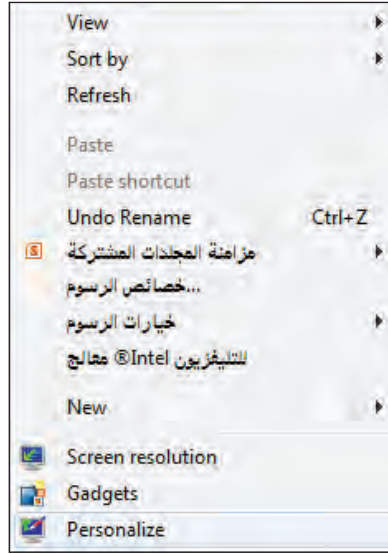 View
Sort by
Refresh
Paste
Paste shortcut
Undo Rename Ctrl+Z
مزامنة المجلدات المشتركة
خصائص الرسوم...
خيارات الرسوم
معالج Intel® للتليفزيون
New
Screen resolution
Gadgets
Personalize